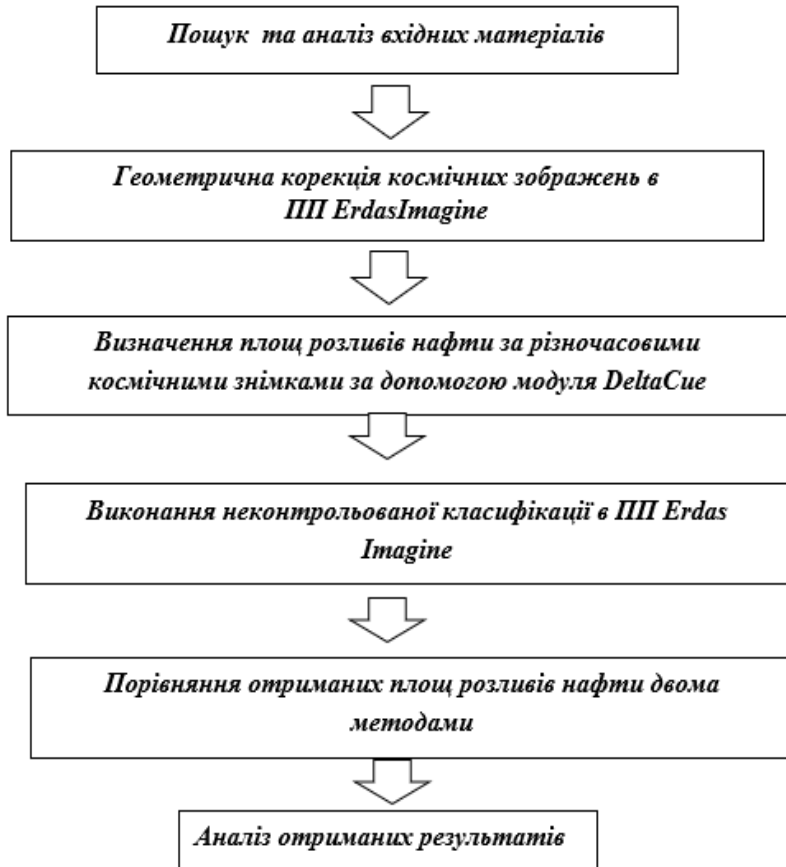 Пошук та аналіз вхідних матеріалів
Геометрична корекція космічних зображень в
ПП ErdasImagine
Визначення площ розливів нафти за різночасовими
космічними знімками за допомогою модуля DeltaCue
Виконання неконтрольованої класифікації в ПП Erdas
Imagine
Порівняння отриманих площ розливів нафти двома
методами
Аналіз отриманих результатів